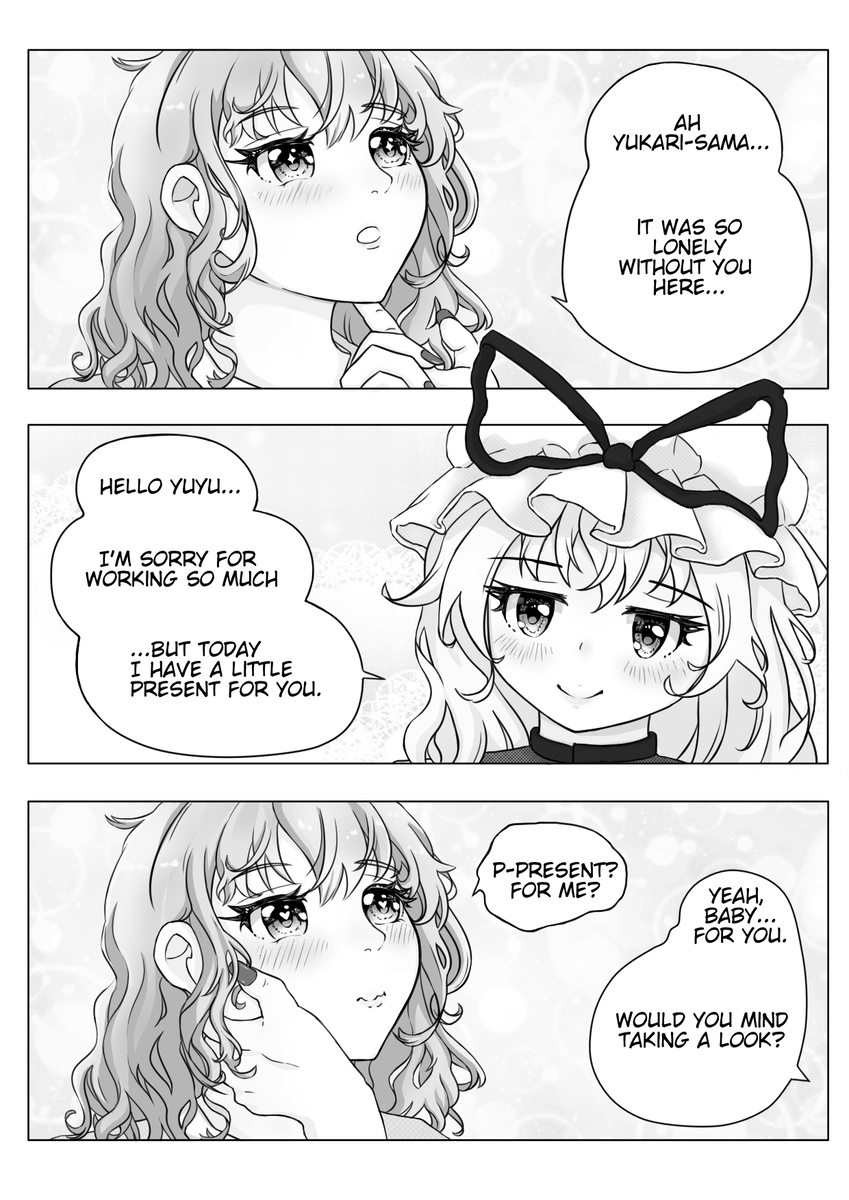 AH
YUKARI-SAMA...
IT WAS SO
LONELY
WITHOUT YOU
HERE...
HELLO YUYU...
I'M SORRY FOR
WORKING SO MUCH
...BUT TODAY
I HAVE A LITTLE
PRESENT FOR YOU.
P-PRESENT?
FOR ME?
YEAH,
BABY...
FOR YOU.
WOULD YOU MIND
TAKING A LOOK?